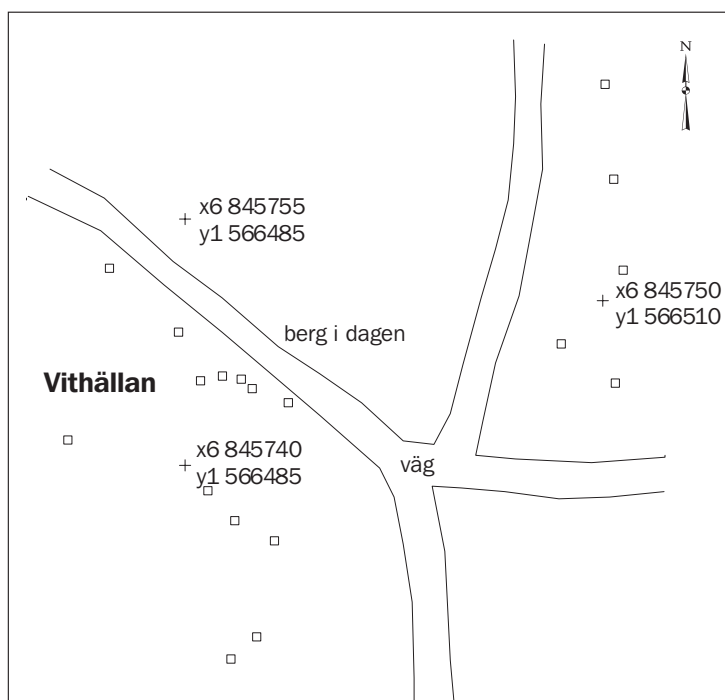 N
x6 845755
y1 566485
x6 845750
y1 566510
berg i dagen
Vithällan
x6 845740
y1 566485
väg